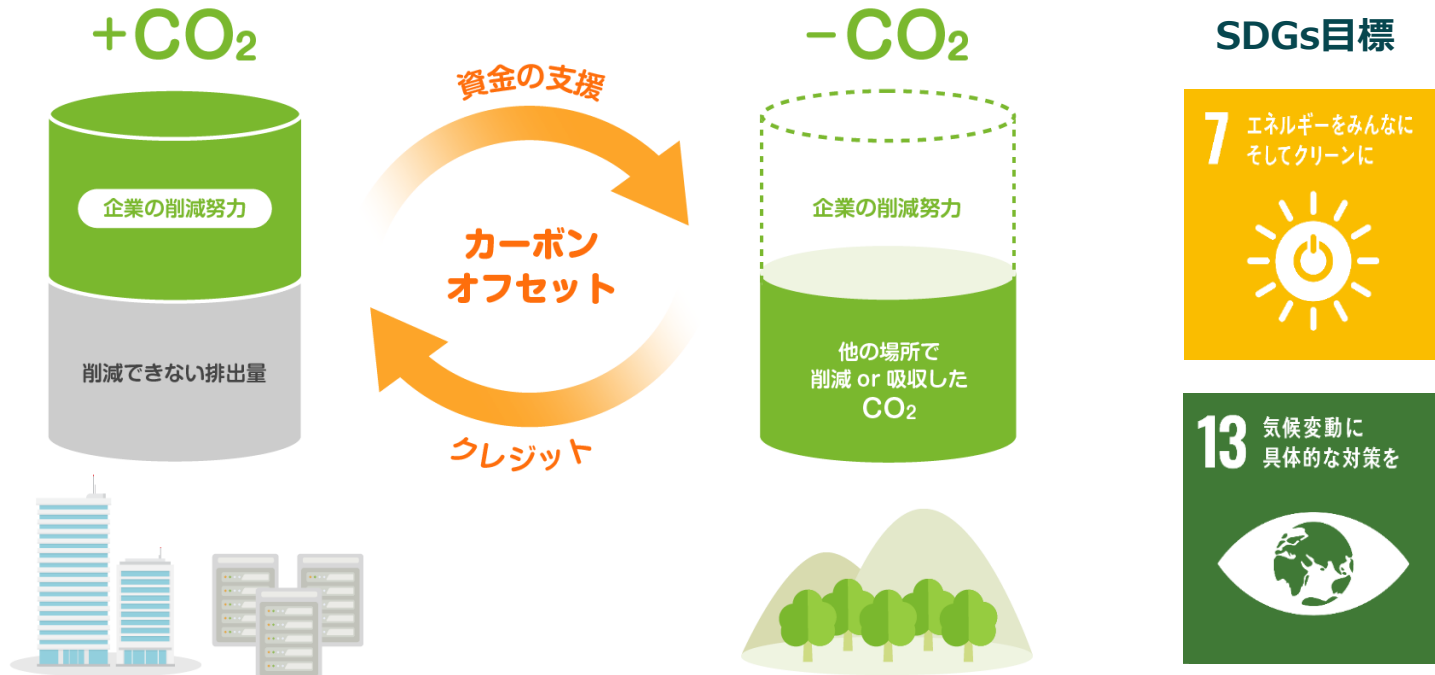 +CO₂
企業の削減努力
削減できない排出量
資金の支援
カーボン
オフセット
クレジット
−CO₂
企業の削減努力
他の場所で
削減 or 吸収した
CO₂
SDGs目標
7 エネルギーをみんなに
そしてクリーンに
13 気候変動に
具体的な対策を